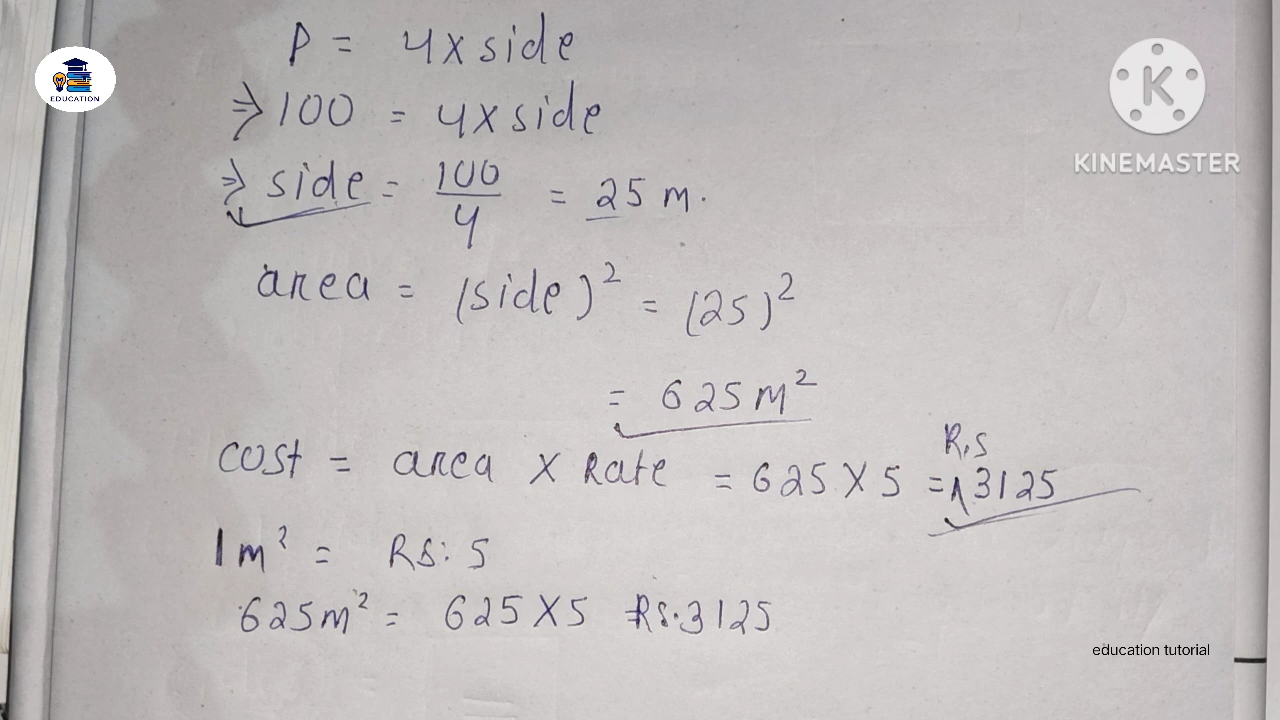 P = 4 x side
EDUCATION
⇒ 100 = 4 x side
KINEMASTER
⇒ side = 100/4 = 25 m.
area = (side)² = (25)²
= 625 m²
cost = area x Rate = 625 x 5 = R.S 3125
1 m² = RS: 5
625 m² = 625 x 5 Rs. 3125
education tutorial